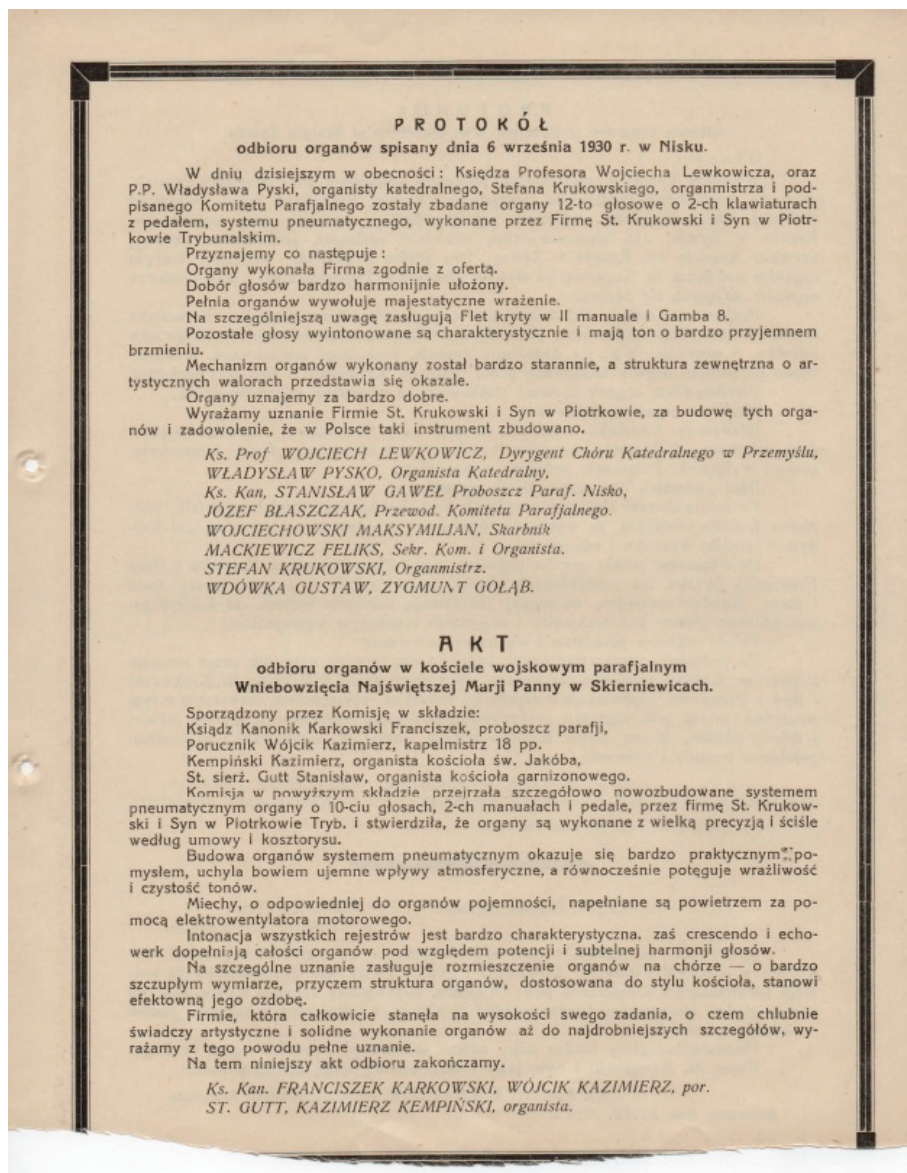 PROTOKÓŁ
odbioru organów spisany dnia 6 września 1930 r. w Nisku.
W dniu dzisiejszym w obecności: Księdza Profesora Wojciecha Lewkowicza, oraz
P.P. Władysława Pyski, organisty katedralnego, Stefana Krukowskiego, organmistrza i pod-
pisanego Komitetu Parafjalnego zostały zbadane organy 12-to głosowe o 2-ch klawiaturach
z pedałem, systemu pneumatycznego, wykonane przez Firmę St. Krukowski i Syn w Piotr-
kowie Trybunalskim.
Przyznajemy co następuje:
Organy wykonała Firma zgodnie z ofertą.
Dobór głosów bardzo harmonijnie ułożony.
Pełnia organów wywołuje majestatyczne wrażenie.
Na szczególniejszą uwagę zasługują Flet kryty w II manuale i Gamba 8.
Pozostałe głosy wyintonowane są charakterystycznie i mają ton o bardzo przyjemnem
brzmieniu.
Mechanizm organów wykonany został bardzo starannie, a struktura zewnętrzna o ar-
tystycznych walorach przedstawia się okazale.
Organy uznajemy za bardzo dobre.
Wyrażamy uznanie Firmie St. Krukowski i Syn w Piotrkowie, za budowę tych orga-
nów i zadowolenie, że w Polsce taki instrument zbudowano.
Ks. Prof WOJCIECH LEWKOWICZ, Dyrygent Chóru Katedralnego w Przemyślu,
WŁADYSŁAW PYSKO, Organista Katedralny,
Ks. Kan, STANISŁAW GAWEŁ Proboszcz Paraf. Nisko,
JÓZEF BŁASZCZAK, Przewod. Komitetu Parafjalnego.
WOJCIECHOWSKI MAKSYMILJAN, Skarbnik
MACKIEWICZ FELIKS, Sekr. Kom. i Organista.
STEFAN KRUKOWSKI, Organmistrz.
WDÓWKA GUSTAW, ZYGMUNT GOŁĄB.
AKT
odbioru organów w kościele wojskowym parafjalnym
Wniebowzięcia Najświętszej Marji Panny w Skierniewicach.
Sporządzony przez Komisję w składzie:
Ksiądz Kanonik Karkowski Franciszek, proboszcz parafji,
Porucznik Wójcik Kazimierz, kapelmistrz 18 pp.
Kempiński Kazimierz, organista kościoła św. Jakóba,
St. sierż. Gutt Stanisław, organista kościoła garnizonowego.
Komisja w powyższym składzie przejrzała szczegółowo nowozbudowane systemem
pneumatycznym organy o 10-ciu głosach, 2-ch manuałach i pedale, przez firmę St. Krukow-
ski i Syn w Piotrkowie Tryb. i stwierdziła, że organy są wykonane z wielką precyzją i ściśle
według umowy i kosztorysu.
Budowa organów systemem pneumatycznym okazuje się bardzo praktycznym po-
mysłem, uchyla bowiem ujemne wpływy atmosferyczne, a równocześnie potęguje wrażliwość
i czystość tonów.
Miechy, o odpowiedniej do organów pojemności, napełniane są powietrzem za po-
mocą elektrowentylatora motorowego.
Intonacja wszystkich rejestrów jest bardzo charakterystyczna, zaś crescendo i echo-
werk dopełniają całości organów pod względem potencji i subtelnej harmonji głosów.
Na szczególne uznanie zasługuje rozmieszczenie organów na chórze — o bardzo
szczupłym wymiarze, przyczem struktura organów, dostosowana do stylu kościoła, stanowi
efektowną jego ozdobę.
Firmie, która całkowicie stanęła na wysokości swego zadania, o czem chlubnie
świadczy artystyczne i solidne wykonanie organów aż do najdrobniejszych szczegółów, wy-
rażamy z tego powodu pełne uznanie.
Na tem niniejszy akt odbioru zakończamy.
Ks. Kan. FRANCISZEK KARKOWSKI, WÓJCIK KAZIMIERZ, por.
ST. GUTT, KAZIMIERZ KEMPIŃSKI, organista.